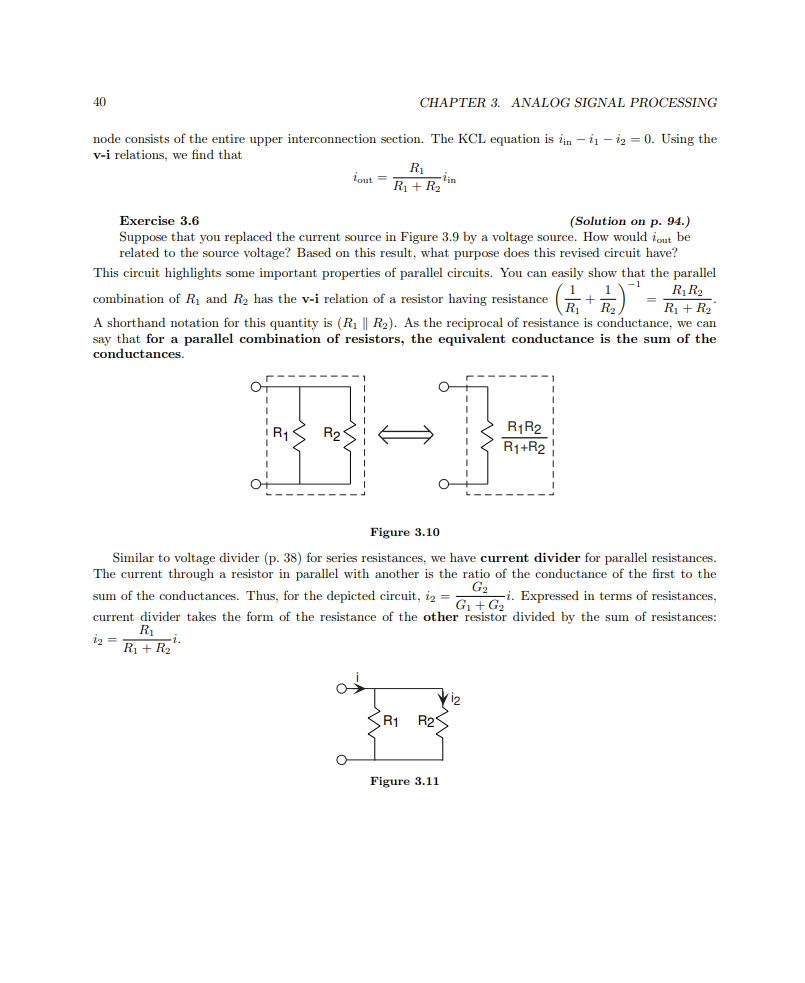 40
CHAPTER 3. ANALOG SIGNAL PROCESSING
node consists of the entire upper interconnection section. The KCL equation is i_in − i_1 − i_2 = 0. Using the
v-i relations, we find that
i_out = \frac{R_1}{R_1 + R_2} i_in
Exercise 3.6 (Solution on p. 94.)
Suppose that you replaced the current source in Figure 3.9 by a voltage source. How would i_out be
related to the source voltage? Based on this result, what purpose does this revised circuit have?
This circuit highlights some important properties of parallel circuits. You can easily show that the parallel
combination of R_1 and R_2 has the v-i relation of a resistor having resistance \left(\frac{1}{R_1} + \frac{1}{R_2}\right)^{-1} = \frac{R_1 R_2}{R_1 + R_2}.
A shorthand notation for this quantity is (R_1 ∥ R_2). As the reciprocal of resistance is conductance, we can
say that for a parallel combination of resistors, the equivalent conductance is the sum of the
conductances.
R1 R2
R1R2
R1+R2
Figure 3.10
Similar to voltage divider (p. 38) for series resistances, we have current divider for parallel resistances.
The current through a resistor in parallel with another is the ratio of the conductance of the first to the
sum of the conductances. Thus, for the depicted circuit, i_2 = \frac{G_2}{G_1 + G_2} i. Expressed in terms of resistances,
current divider takes the form of the resistance of the other resistor divided by the sum of resistances:
i_2 = \frac{R_1}{R_1 + R_2} i.
i
i2
R1 R2
Figure 3.11